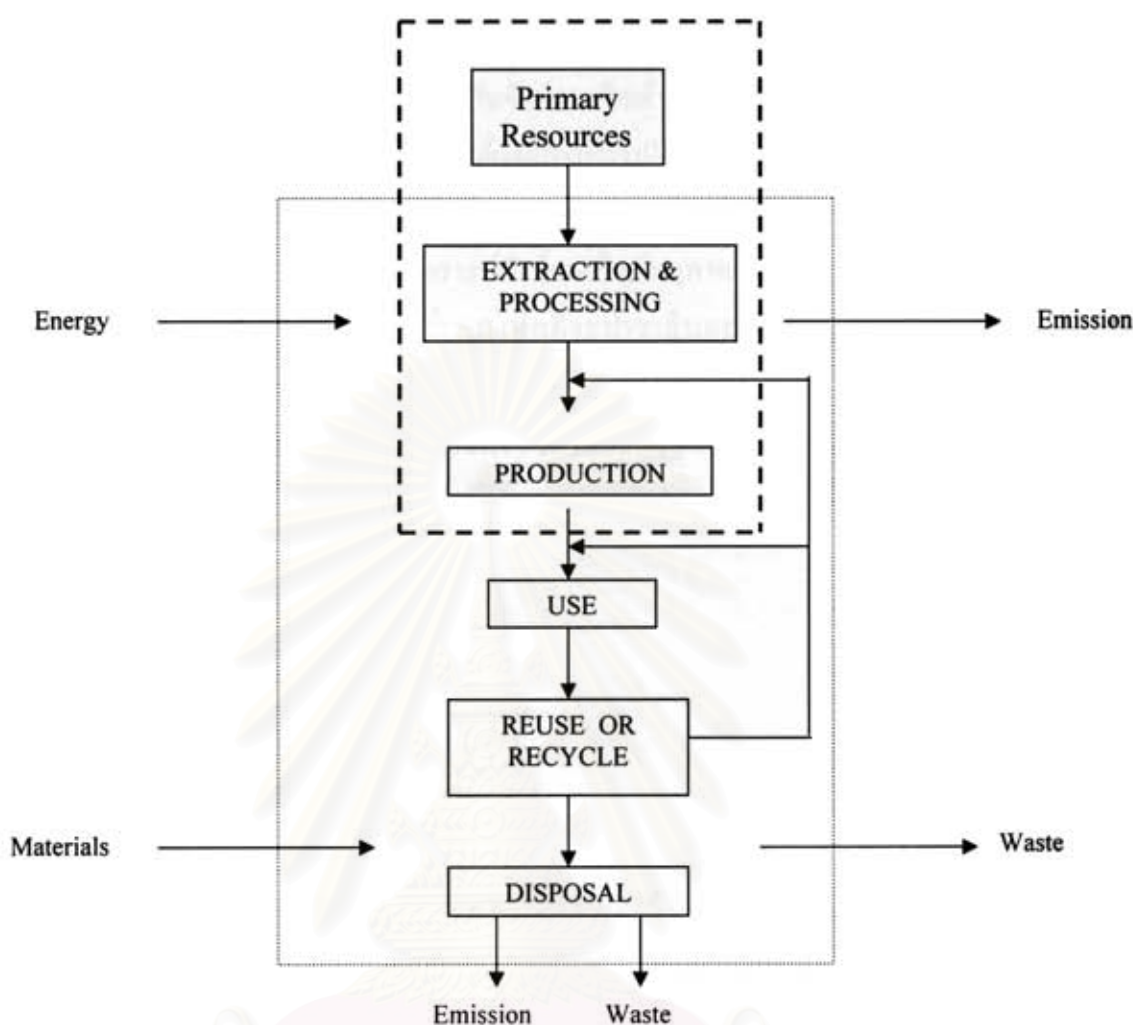 Primary
Resources
EXTRACTION &
PROCESSING
Energy
Emission
PRODUCTION
USE
REUSE OR
RECYCLE
Materials
Waste
DISPOSAL
Emission
Waste